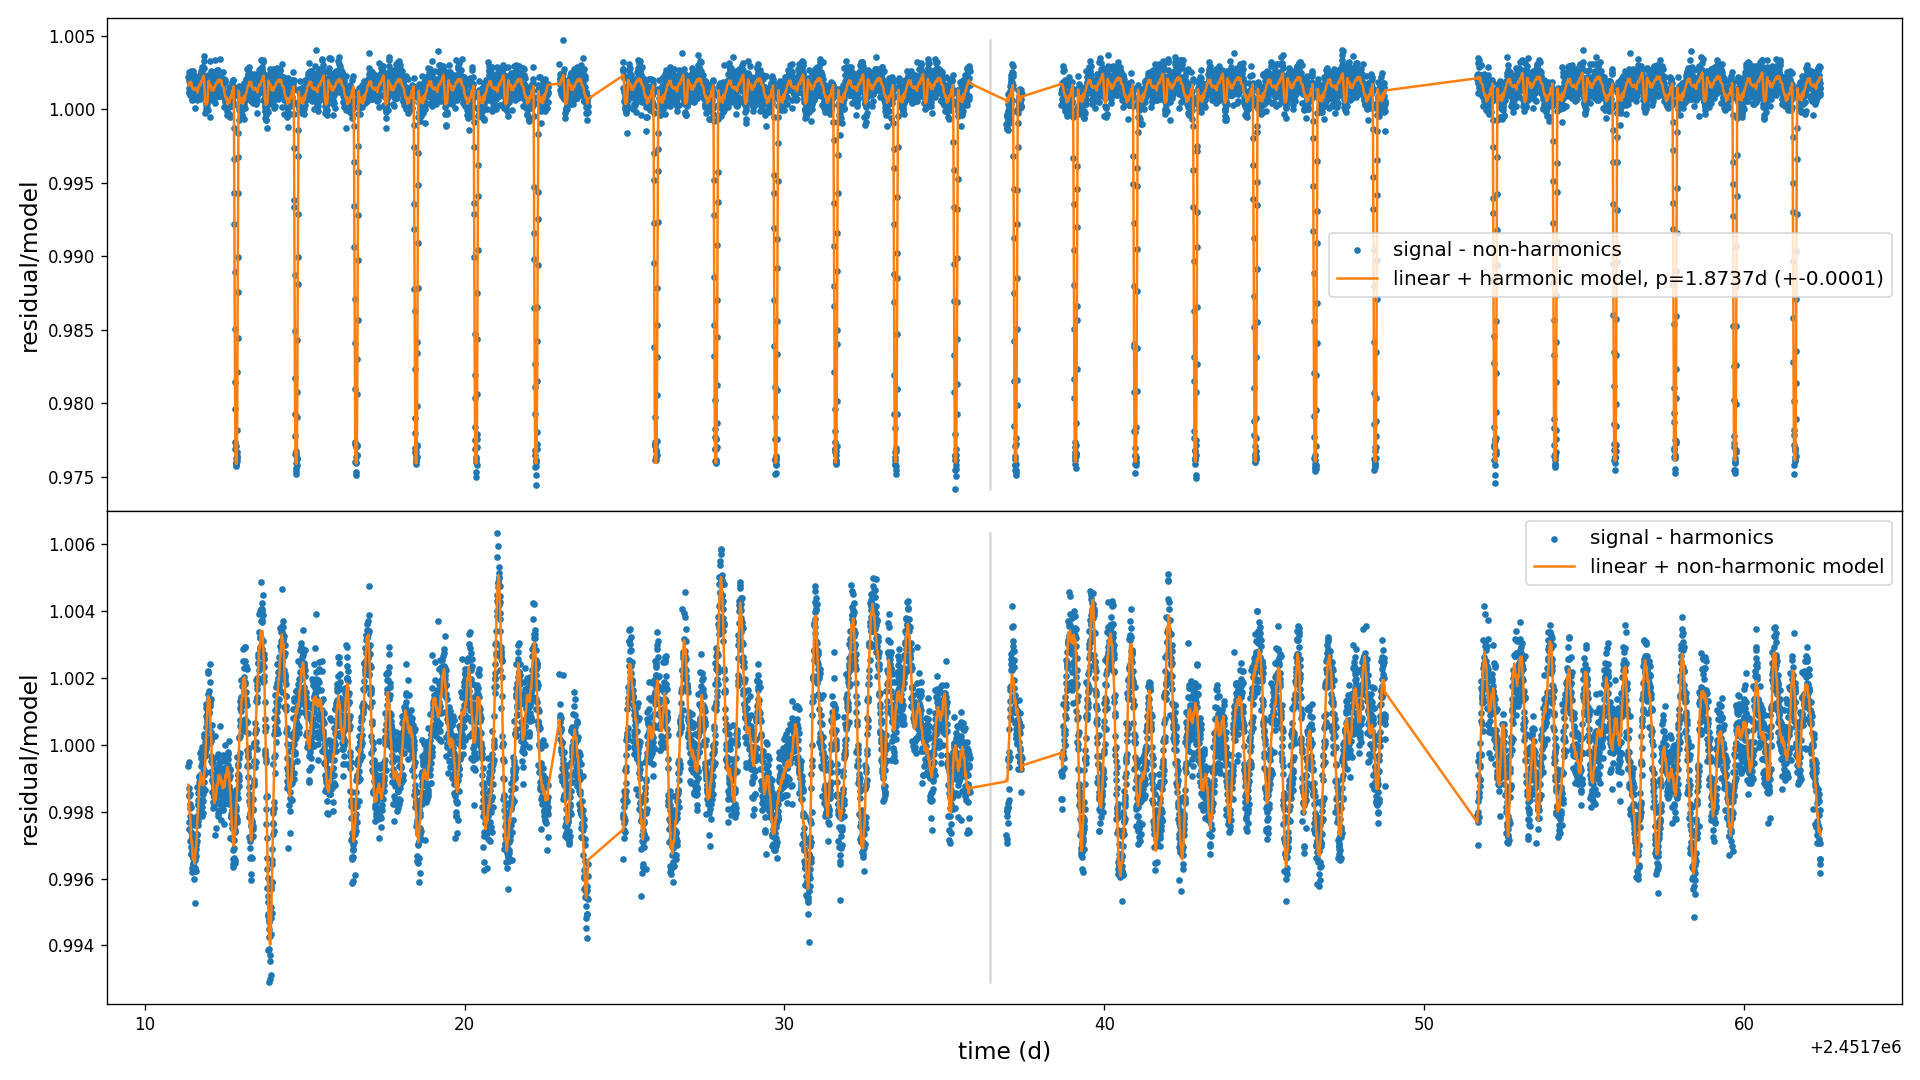 1.005
1.000
0.995
0.990
0.985
0.980
0.975
residual/model
signal - non-harmonics
linear + harmonic model, p=1.8737d (+-0.0001)
1.006
1.004
1.002
1.000
0.998
0.996
0.994
residual/model
signal - harmonics
linear + non-harmonic model
10 20 30 40 50 60
time (d)
+2.4517e6